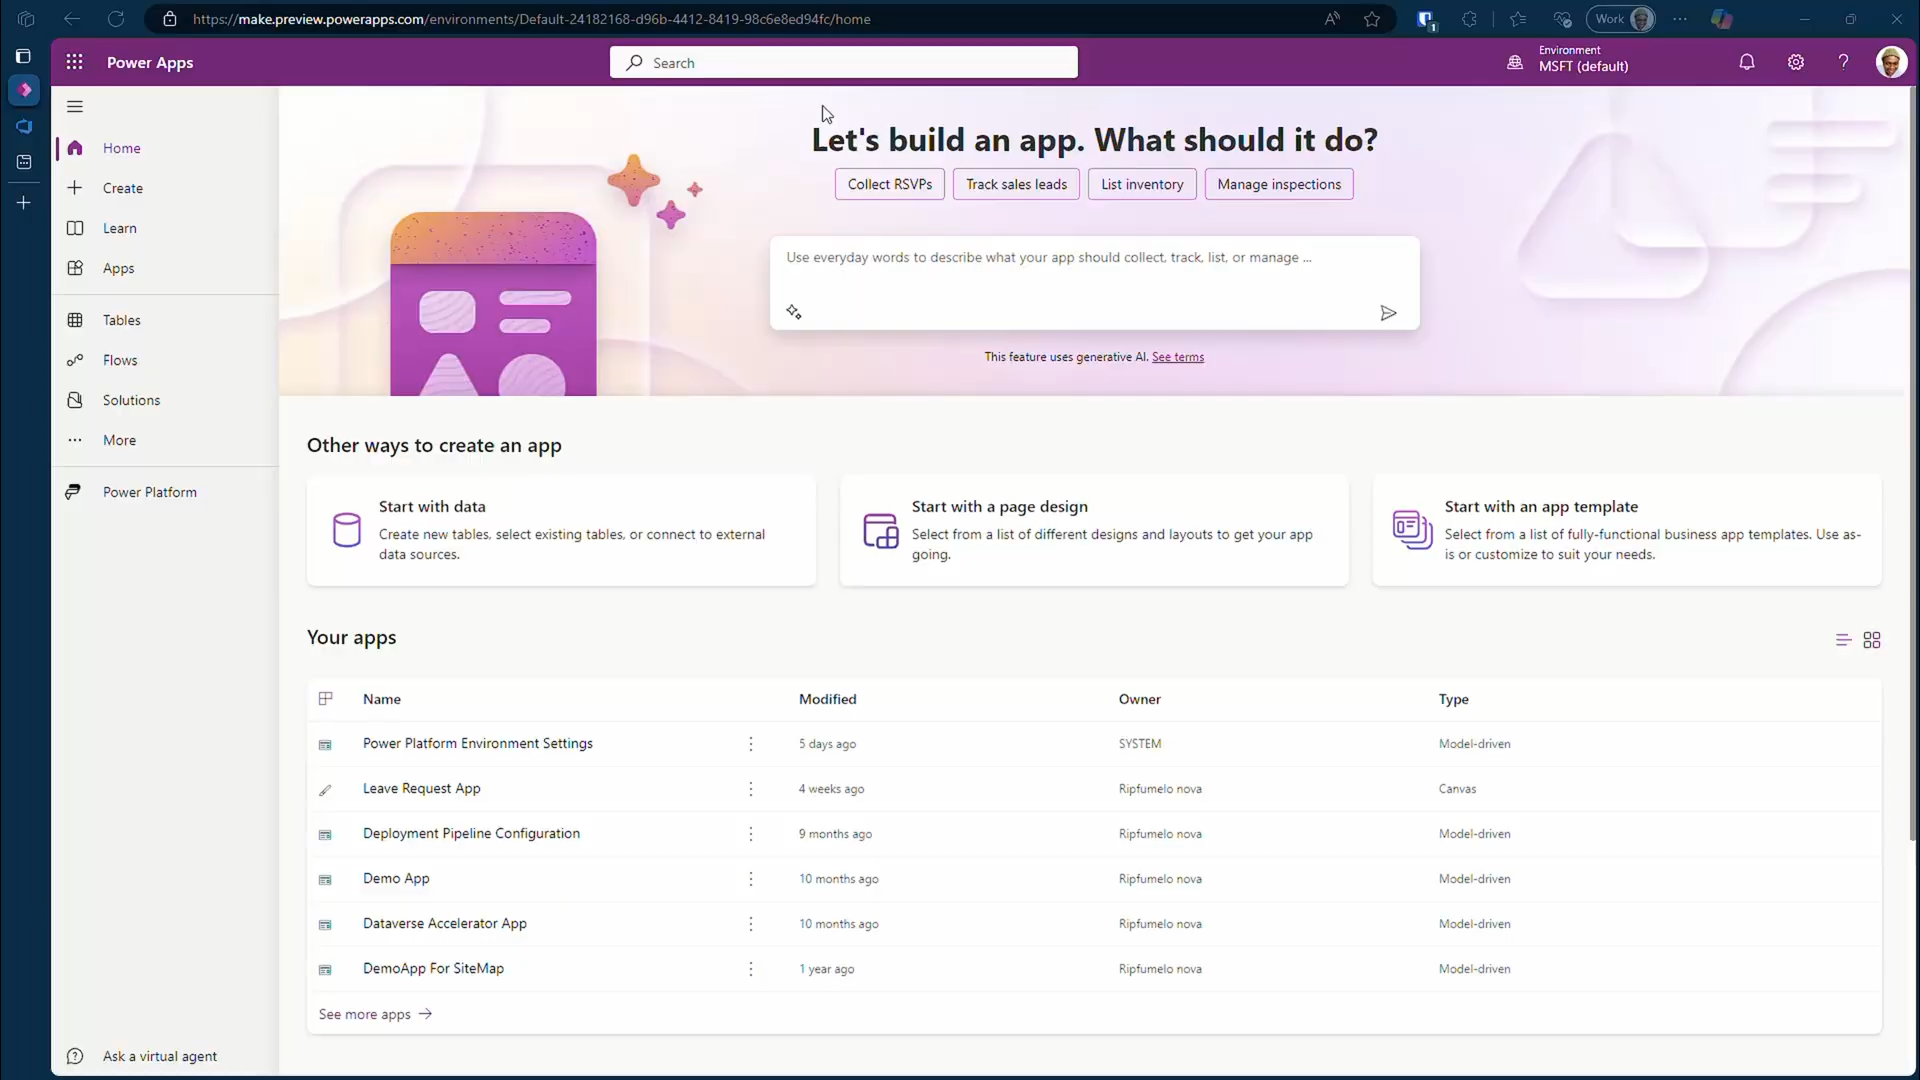 https://make.preview.powerapps.com/environments/Default-24182168-d96b-4412-8419-98c6e8ed94fc/home
Work
1
Power Apps
Search
Environment
MSFT (default)
Home
Create
Learn
Apps
Tables
Flows
Solutions
More
Power Platform
Ask a virtual agent
Let's build an app. What should it do?
Collect RSVPs
Track sales leads
List inventory
Manage inspections
Use everyday words to describe what your app should collect, track, list, or manage ...
This feature uses generative AI. See terms
Other ways to create an app
Start with data
Create new tables, select existing tables, or connect to external
data sources.
Start with a page design
Select from a list of different designs and layouts to get your app
going.
Start with an app template
Select from a list of fully-functional business app templates. Use as-
is or customize to suit your needs.
Your apps
Name Modified Owner Type
Power Platform Environment Settings 5 days ago SYSTEM Model-driven
Leave Request App 4 weeks ago Ripfumelo nova Canvas
Deployment Pipeline Configuration 9 months ago Ripfumelo nova Model-driven
Demo App 10 months ago Ripfumelo nova Model-driven
Dataverse Accelerator App 10 months ago Ripfumelo nova Model-driven
DemoApp For SiteMap 1 year ago Ripfumelo nova Model-driven
See more apps